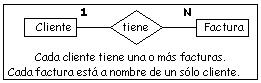 1 N
Cliente tiene Factura
Cada cliente tiene una o más facturas.
Cada factura está a nombre de un sólo cliente.